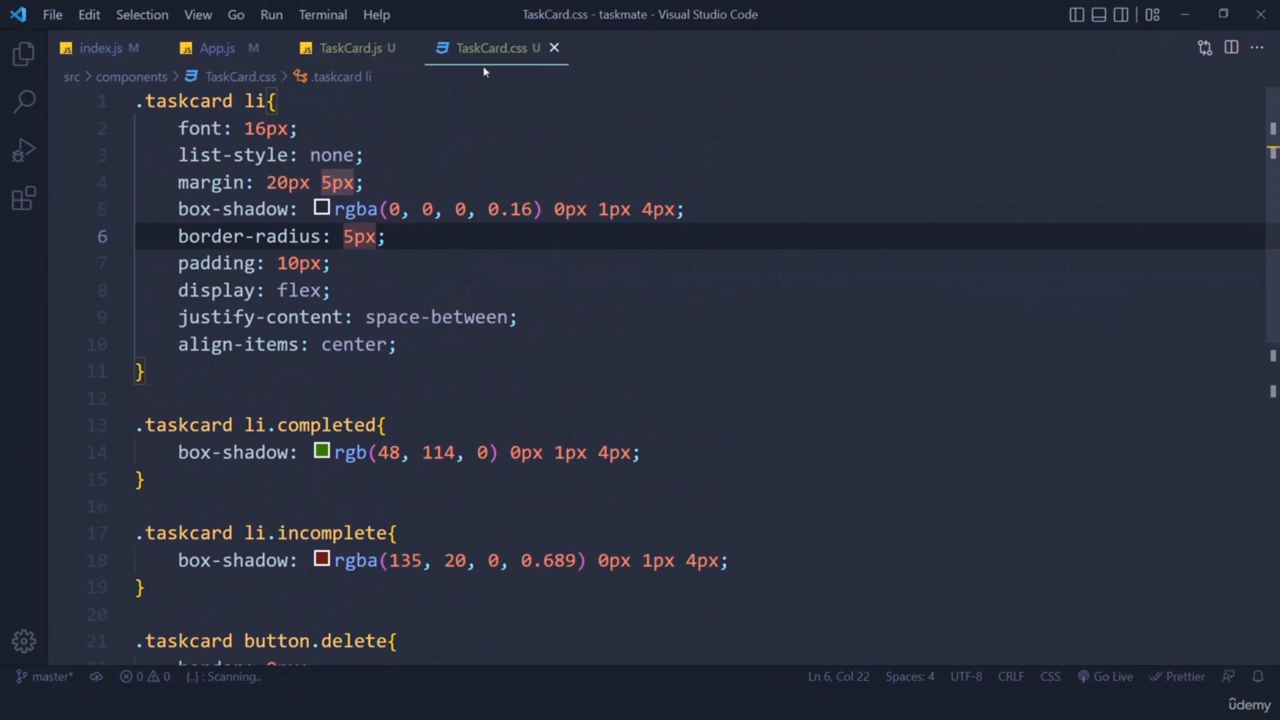 File Edit Selection View Go Run Terminal Help TaskCard.css - taskmate - Visual Studio Code
JS index.js M JS App.js M JS TaskCard.js U TaskCard.css U
src > components > TaskCard.css > .taskcard li
1 .taskcard li{
2 font: 16px;
3 list-style: none;
4 margin: 20px 5px;
5 box-shadow: rgba(0, 0, 0, 0.16) 0px 1px 4px;
6 border-radius: 5px;
7 padding: 10px;
8 display: flex;
9 justify-content: space-between;
10 align-items: center;
11 }
12
13 .taskcard li.completed{
14 box-shadow: rgb(48, 114, 0) 0px 1px 4px;
15 }
16
17 .taskcard li.incomplete{
18 box-shadow: rgba(135, 20, 0, 0.689) 0px 1px 4px;
19 }
20
21 .taskcard button.delete{
master* 0 0 {..} : Scanning.. Ln 6, Col 22 Spaces: 4 UTF-8 CRLF CSS Go Live Prettier
ûdemy